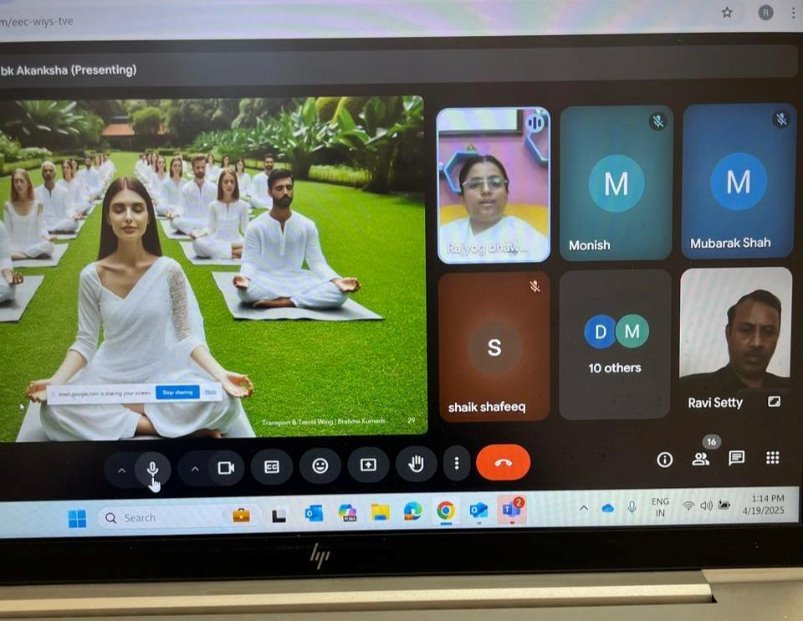 m/eec-wiys-tve
bk Akanksha (Presenting)
Rajyog bhaw...
M
Monish
M
Mubarak Shah
S
shaik shafeeq
D M
10 others
Ravi Setty
meet.google.com is sharing your screen.
Stop sharing
Hide
Transport & Travel Wing | Brahma Kumaris
29
CC
16
Search
ENG
IN
1:14 PM
4/19/2025
2
hp